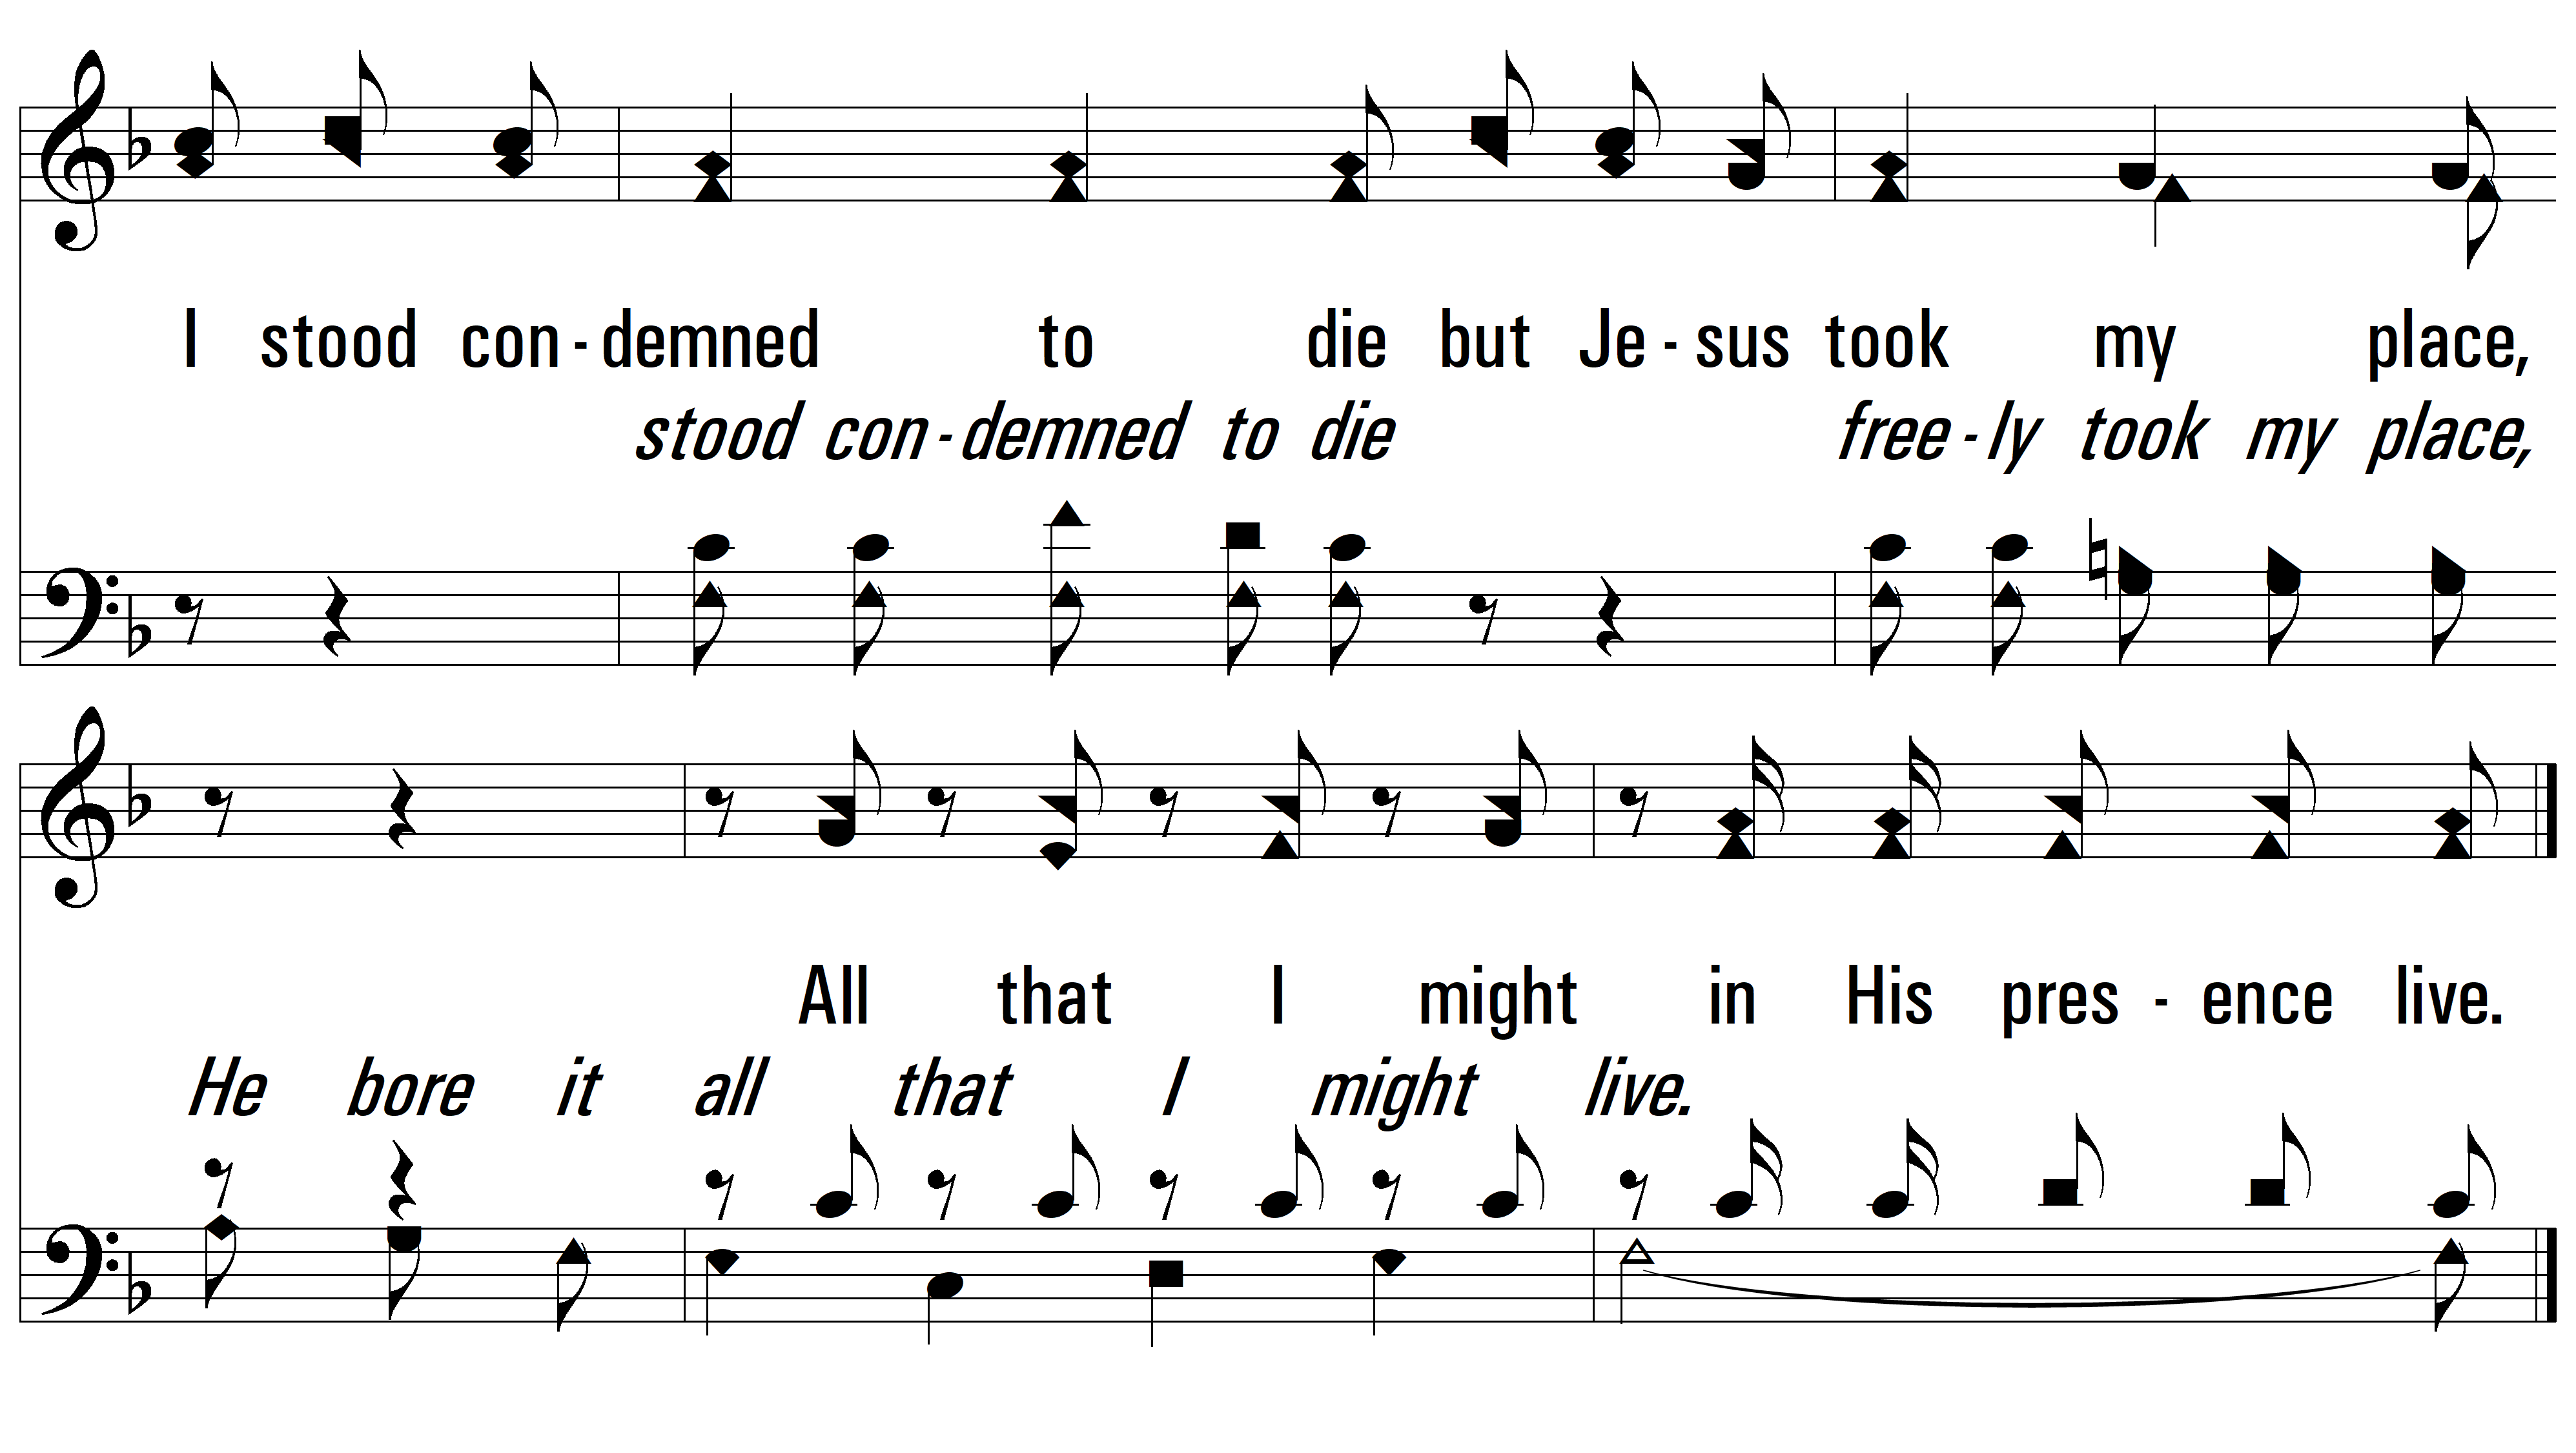 I stood con - demned to die but Je - sus took my place,
stood con - demned to die free - ly took my place,
All that I might in His pres - ence live.
He bore it all that I might live.